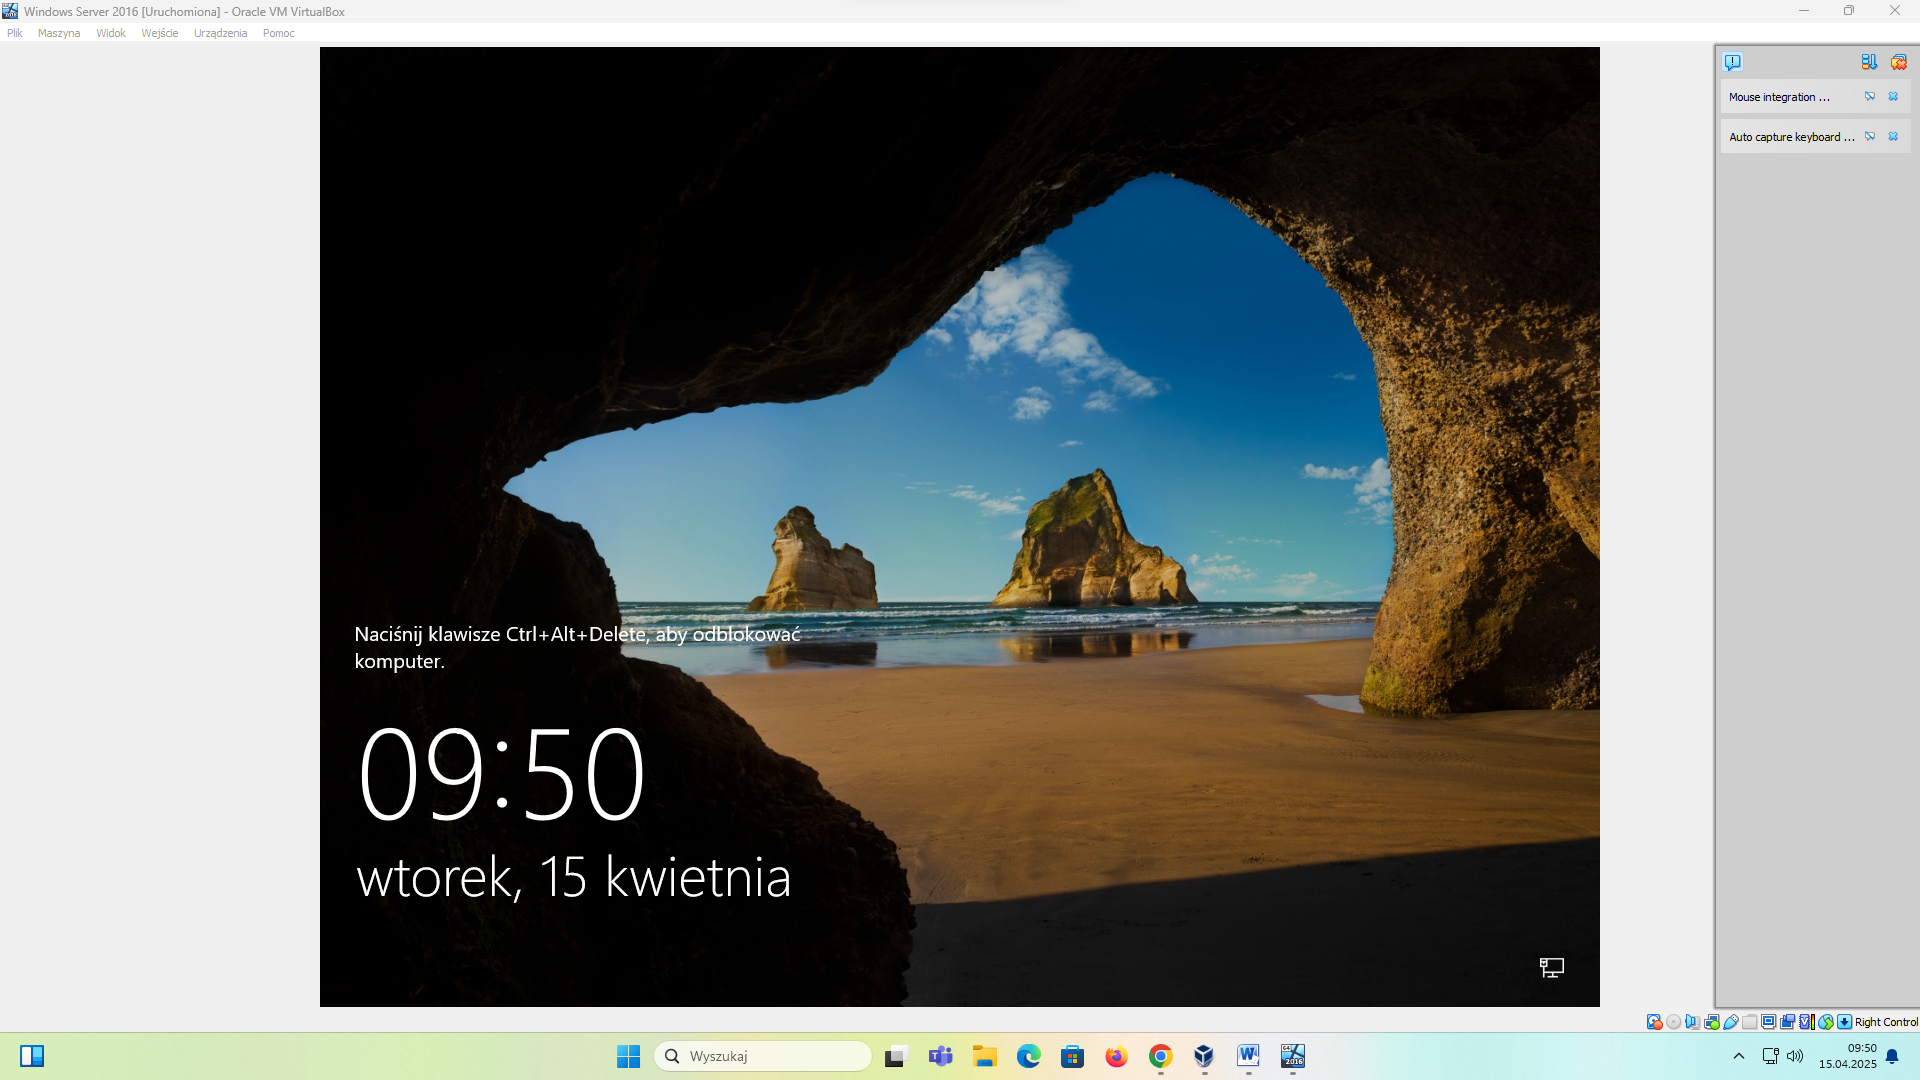 Windows Server 2016 [Uruchomiona] - Oracle VM VirtualBox
Plik Maszyna Widok Wejście Urządzenia Pomoc
Mouse integration ...
Auto capture keyboard ...
Naciśnij klawisze Ctrl+Alt+Delete, aby odblokować
komputer.
09:50
wtorek, 15 kwietnia
Right Control
Wyszukaj
09:50
15.04.2025